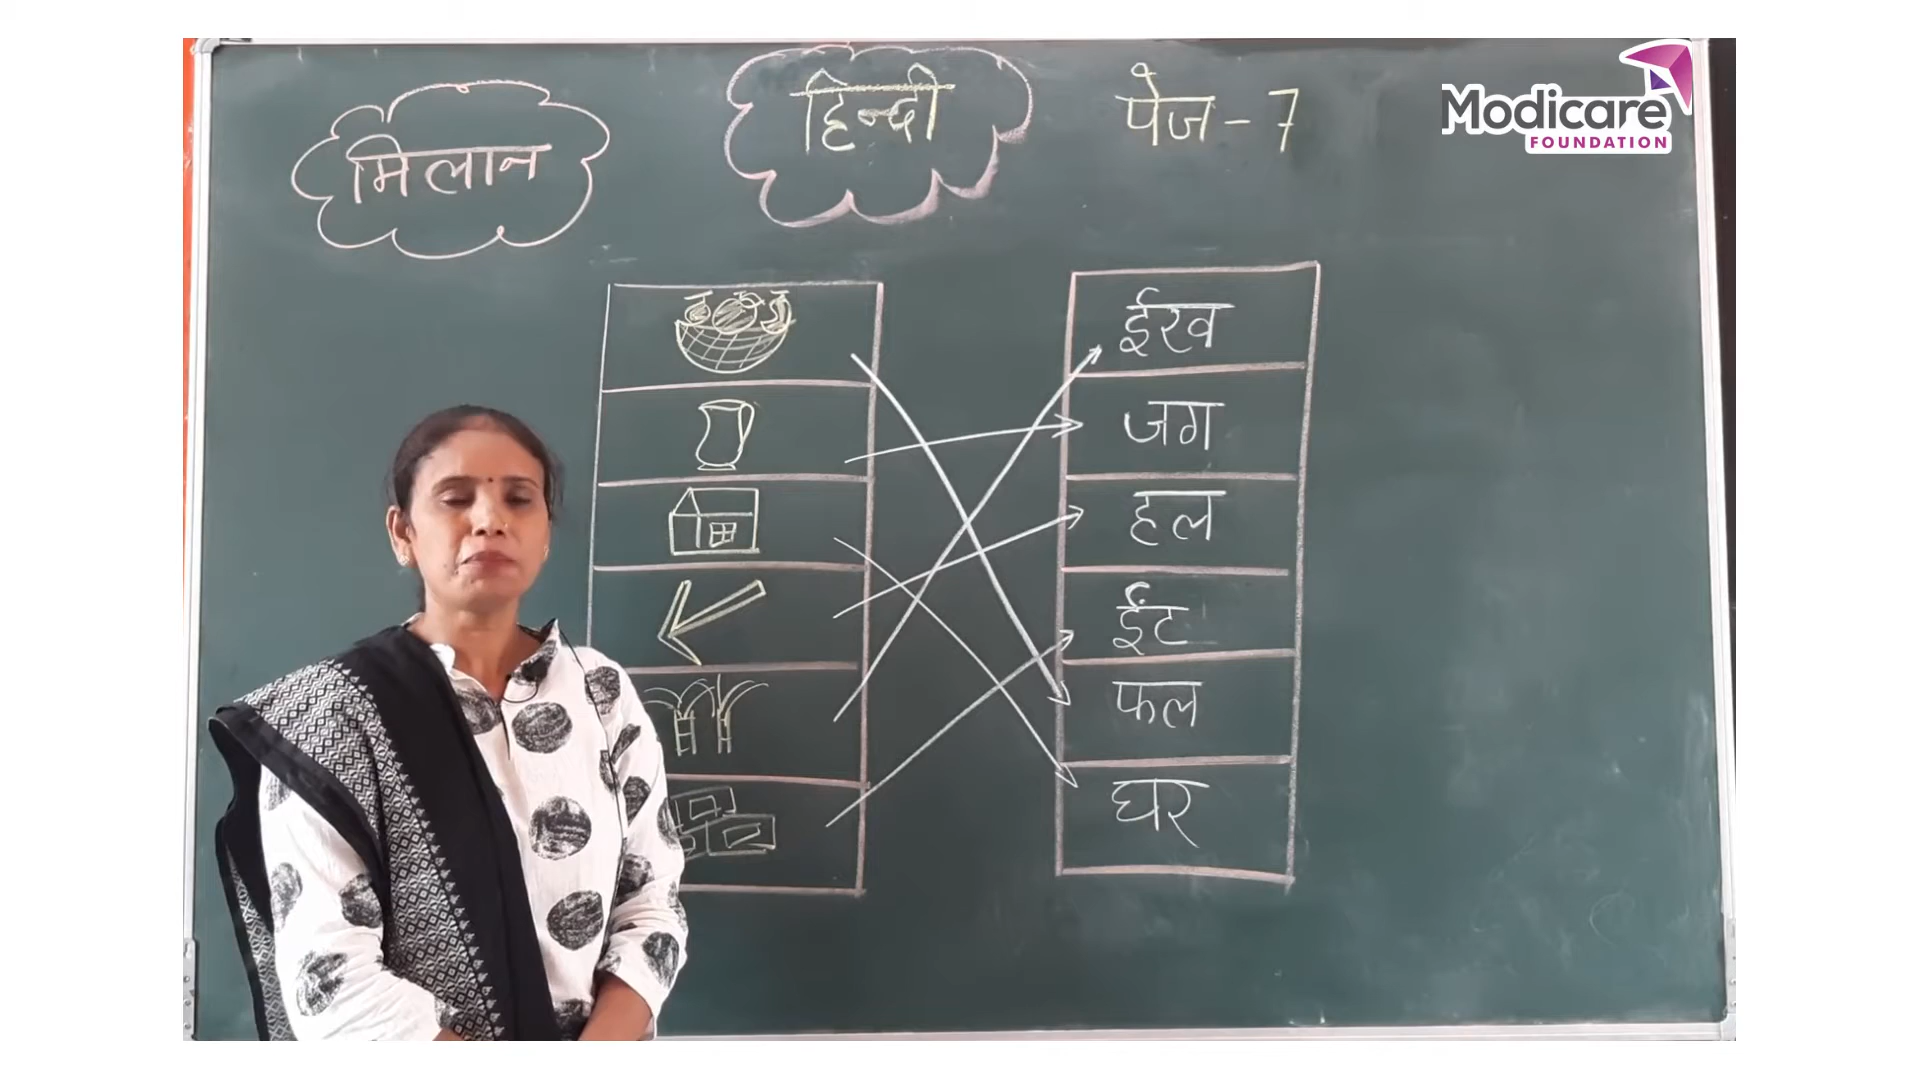 मिलान
हिन्दी
पेज - 7
Modicare
FOUNDATION
ईख
जग
हल
ईंट
फल
घर